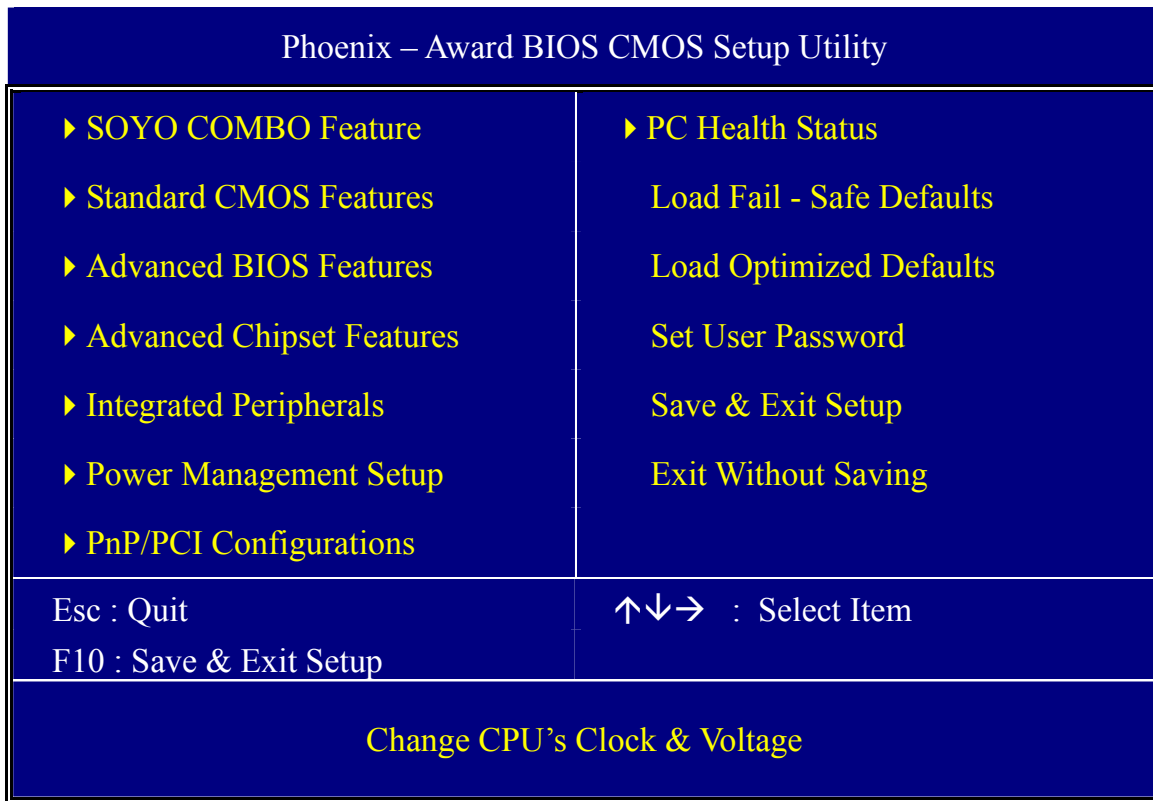 Phoenix – Award BIOS CMOS Setup Utility
SOYO COMBO Feature
Standard CMOS Features
Advanced BIOS Features
Advanced Chipset Features
Integrated Peripherals
Power Management Setup
PnP/PCI Configurations
PC Health Status
Load Fail - Safe Defaults
Load Optimized Defaults
Set User Password
Save & Exit Setup
Exit Without Saving
Esc : Quit
F10 : Save & Exit Setup
↑↓→ : Select Item
Change CPU’s Clock & Voltage